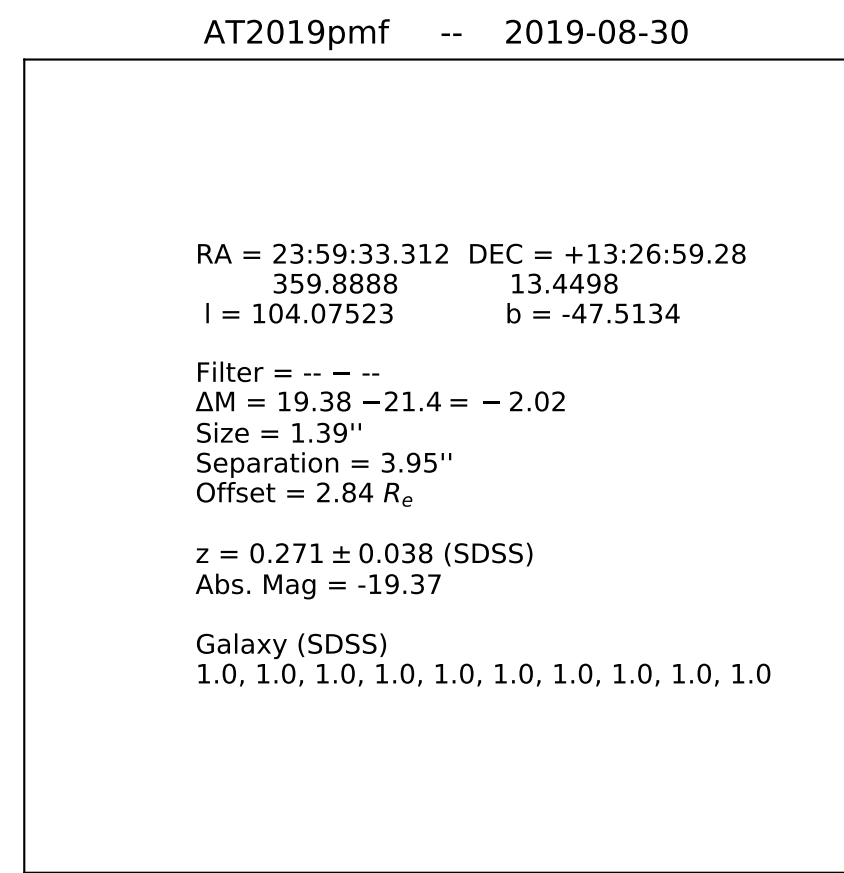 AT2019pmf -- 2019-08-30
RA = 23:59:33.312 DEC = +13:26:59.28
359.8888 13.4498
l = 104.07523 b = -47.5134
Filter = -- − --
ΔM = 19.38 −21.4 = − 2.02
Size = 1.39''
Separation = 3.95''
Offset = 2.84 Rₑ
z = 0.271 ± 0.038 (SDSS)
Abs. Mag = -19.37
Galaxy (SDSS)
1.0, 1.0, 1.0, 1.0, 1.0, 1.0, 1.0, 1.0, 1.0, 1.0